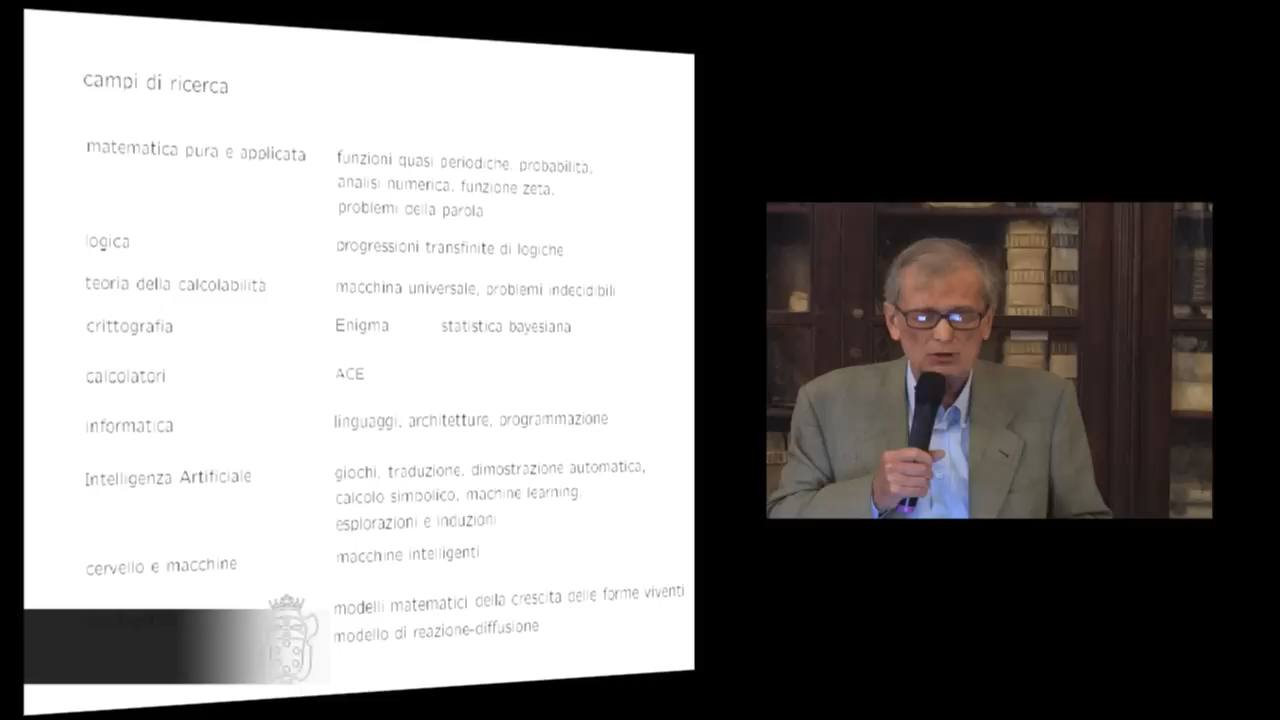 campi di ricerca
matematica pura e applicata
funzioni quasi periodiche, probabilita,
analisi numerica, funzione zeta,
problemi della parola
logica
progressioni transfinite di logiche
teoria della calcolabilità
macchina universale, problemi indecidibili
crittografia
Enigma statistica bayesiana
calcolatori
ACE
informatica
linguaggi, architetture, programmazione
Intelligenza Artificiale
giochi, traduzione, dimostrazione automatica,
calcolo simbolico, machine learning,
esplorazioni e induzioni
cervello e macchine
macchine intelligenti
modelli matematici della crescita delle forme viventi
modello di reazione-diffusione